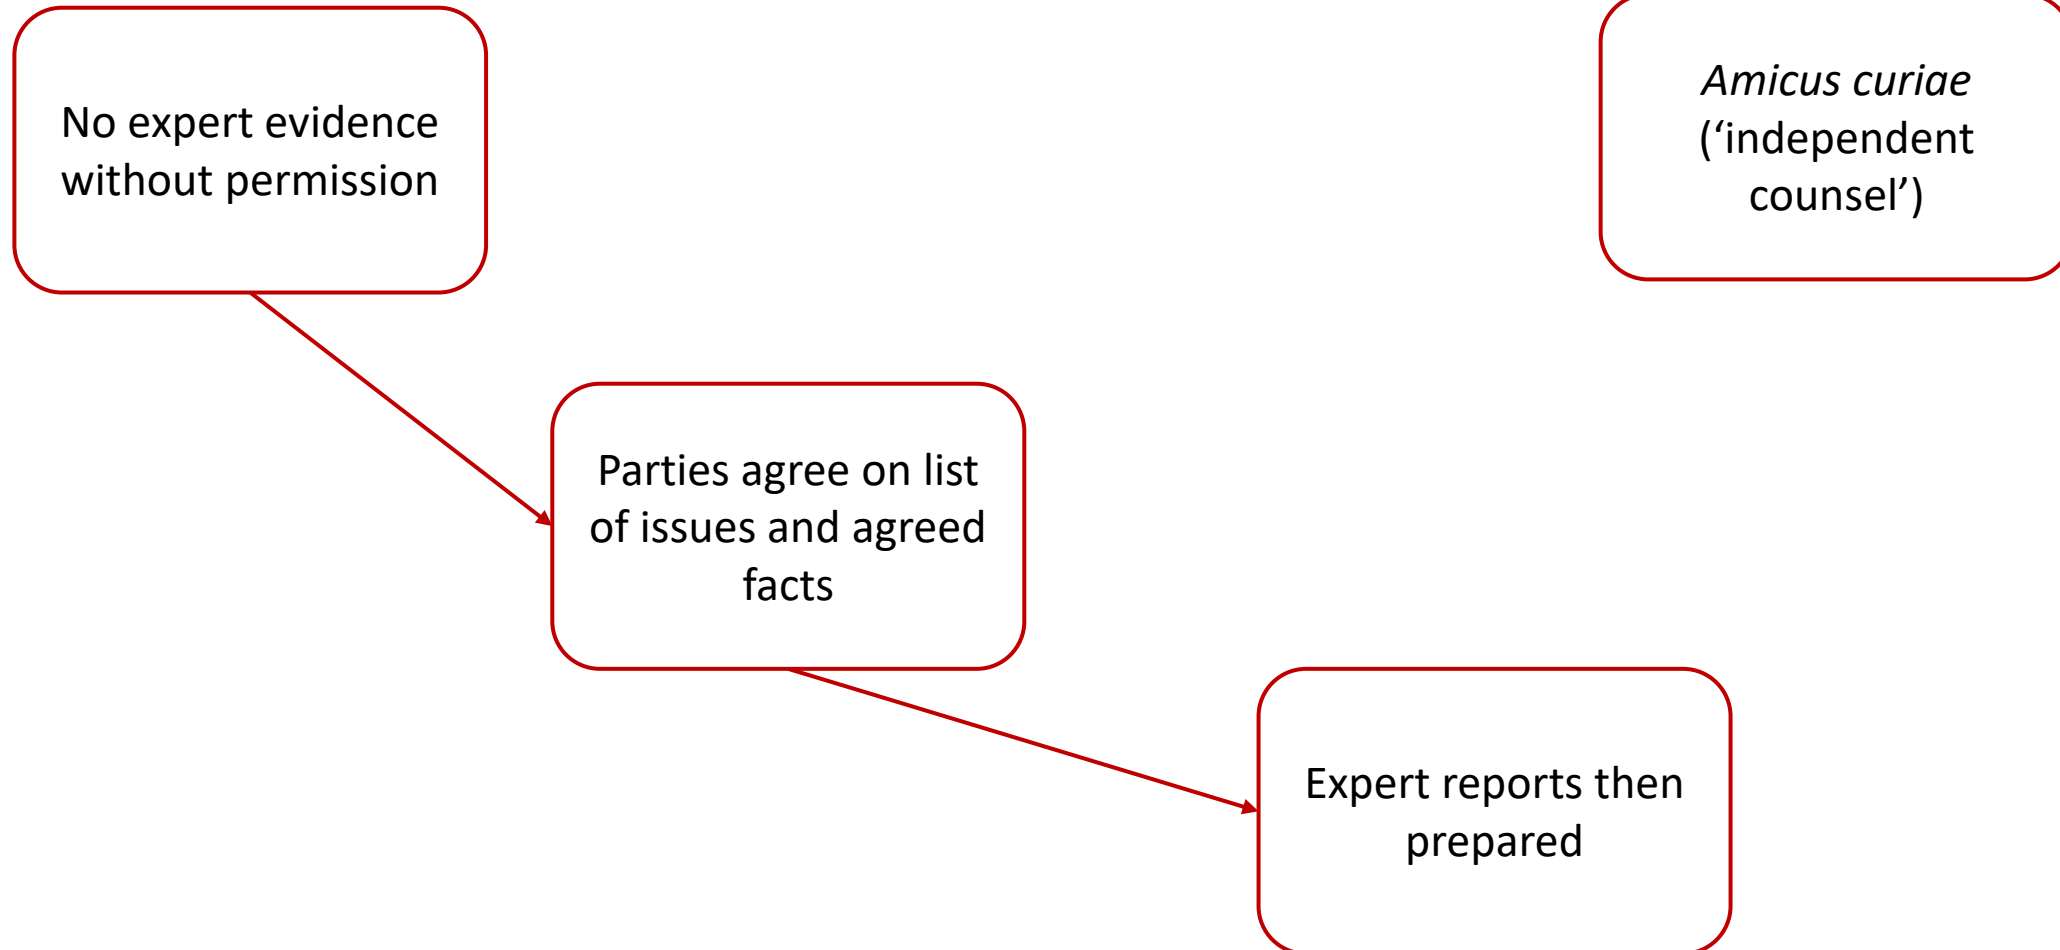 No expert evidence
without permission
Amicus curiae
(‘independent
counsel’)
Parties agree on list
of issues and agreed
facts
Expert reports then
prepared